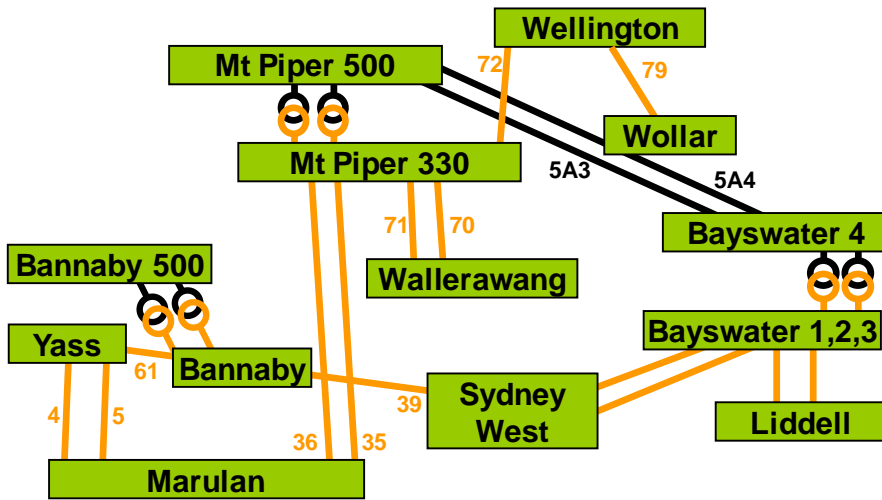 Wellington
Mt Piper 500
72
79
Wollar
Mt Piper 330
5A3
5A4
71
70
Bayswater 4
Bannaby 500
Wallerawang
Yass
61
Bannaby
Bayswater 1,2,3
39
Sydney
West
4
5
36
35
Liddell
Marulan